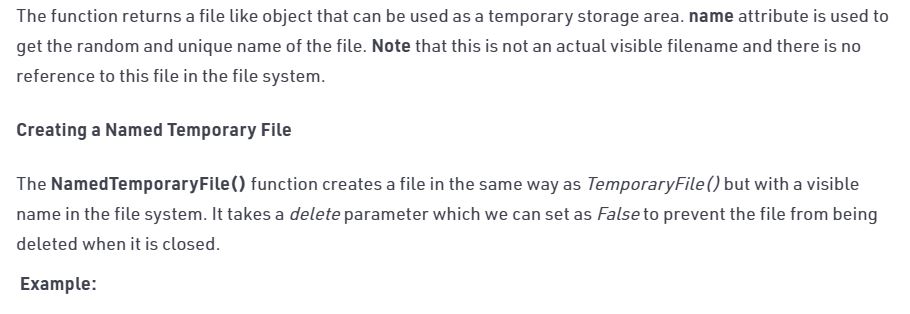 The function returns a file like object that can be used as a temporary storage area. name attribute is used to
get the random and unique name of the file. Note that this is not an actual visible filename and there is no
reference to this file in the file system.
Creating a Named Temporary File
The NamedTemporaryFile() function creates a file in the same way as TemporaryFile() but with a visible
name in the file system. It takes a delete parameter which we can set as False to prevent the file from being
deleted when it is closed.
Example: